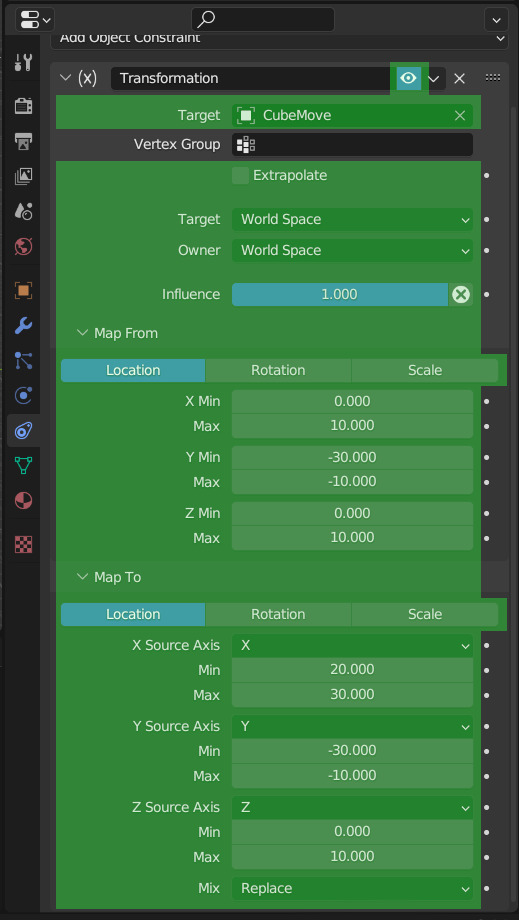 Add Object Constraint
(x) Transformation
Target CubeMove
Vertex Group
Extrapolate
Target World Space
Owner World Space
Influence 1.000
Map From
Location Rotation Scale
X Min 0.000
Max 10.000
Y Min -30.000
Max -10.000
Z Min 0.000
Max 10.000
Map To
Location Rotation Scale
X Source Axis X
Min 20.000
Max 30.000
Y Source Axis Y
Min -30.000
Max -10.000
Z Source Axis Z
Min 0.000
Max 10.000
Mix Replace